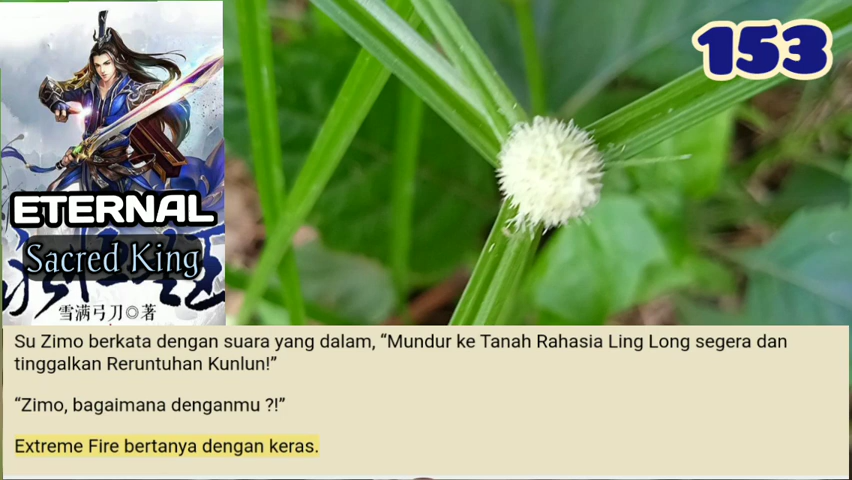 153
ETERNAL
Sacred King
雪满弓刀◎著
Su Zimo berkata dengan suara yang dalam, “Mundur ke Tanah Rahasia Ling Long segera dan
tinggalkan Reruntuhan Kunlun!”
“Zimo, bagaimana denganmu ?!”
Extreme Fire bertanya dengan keras.